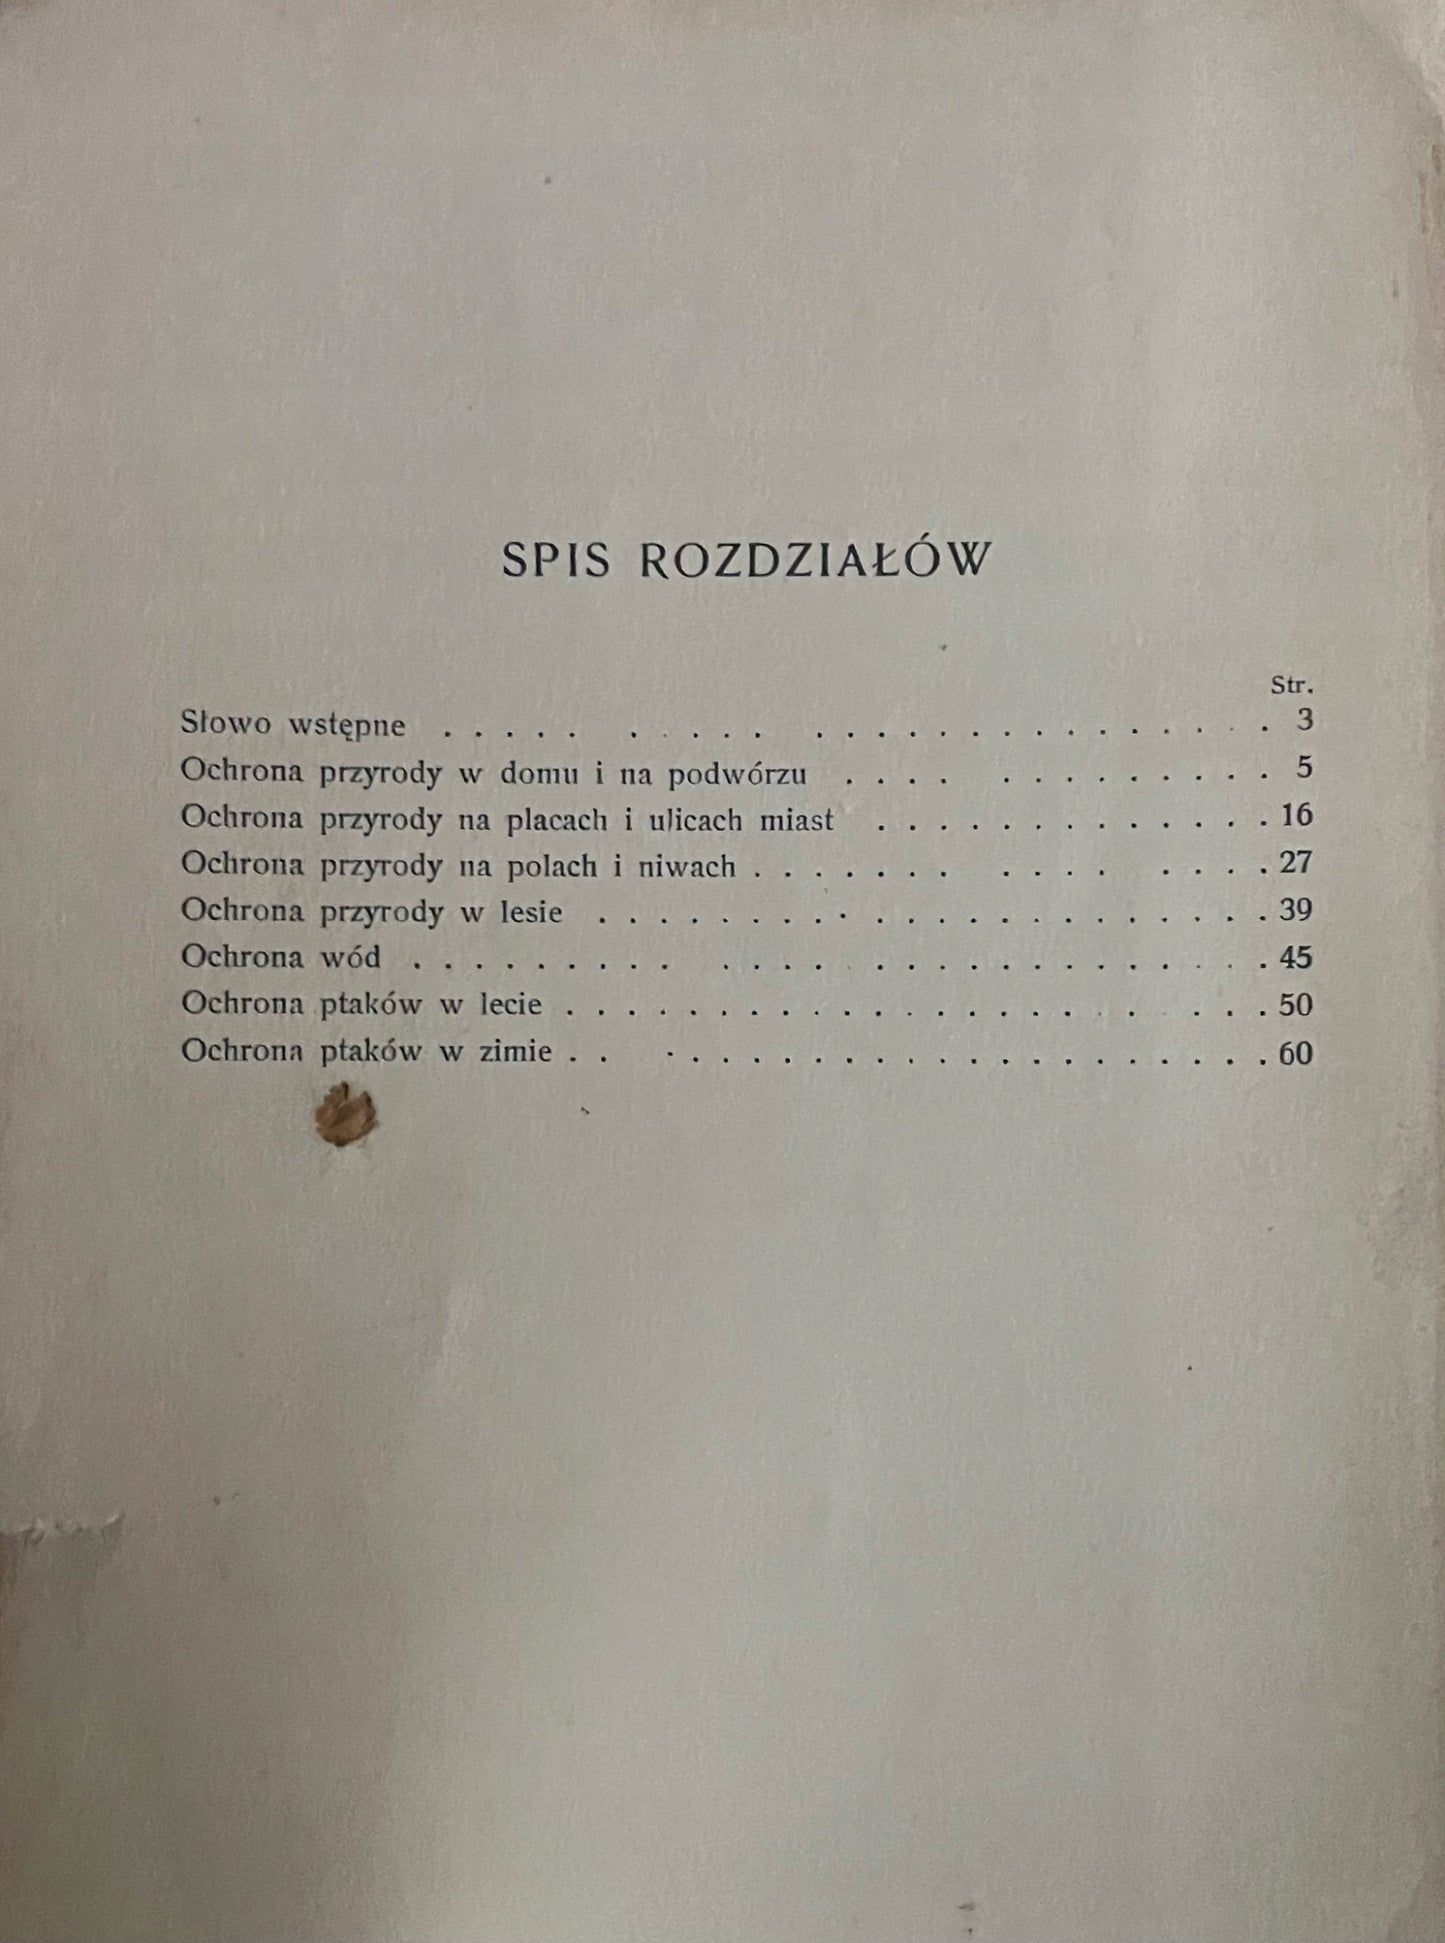 SPIS ROZDZIAŁÓW
Str.
Słowo wstępne . . . . . . . . . . . . . . . . . . . . . . . . . 3
Ochrona przyrody w domu i na podwórzu . . . . . . . . . . . . . 5
Ochrona przyrody na placach i ulicach miast . . . . . . . . . . . . . 16
Ochrona przyrody na polach i niwach . . . . . . . . . . . . . . . 27
Ochrona przyrody w lesie . . . . . . . . . . . . . . . . . . . . . . 39
Ochrona wód . . . . . . . . . . . . . . . . . . . . . . . . . . 45
Ochrona ptaków w lecie . . . . . . . . . . . . . . . . . . . . . . 50
Ochrona ptaków w zimie . . . . . . . . . . . . . . . . . . . . . . 60